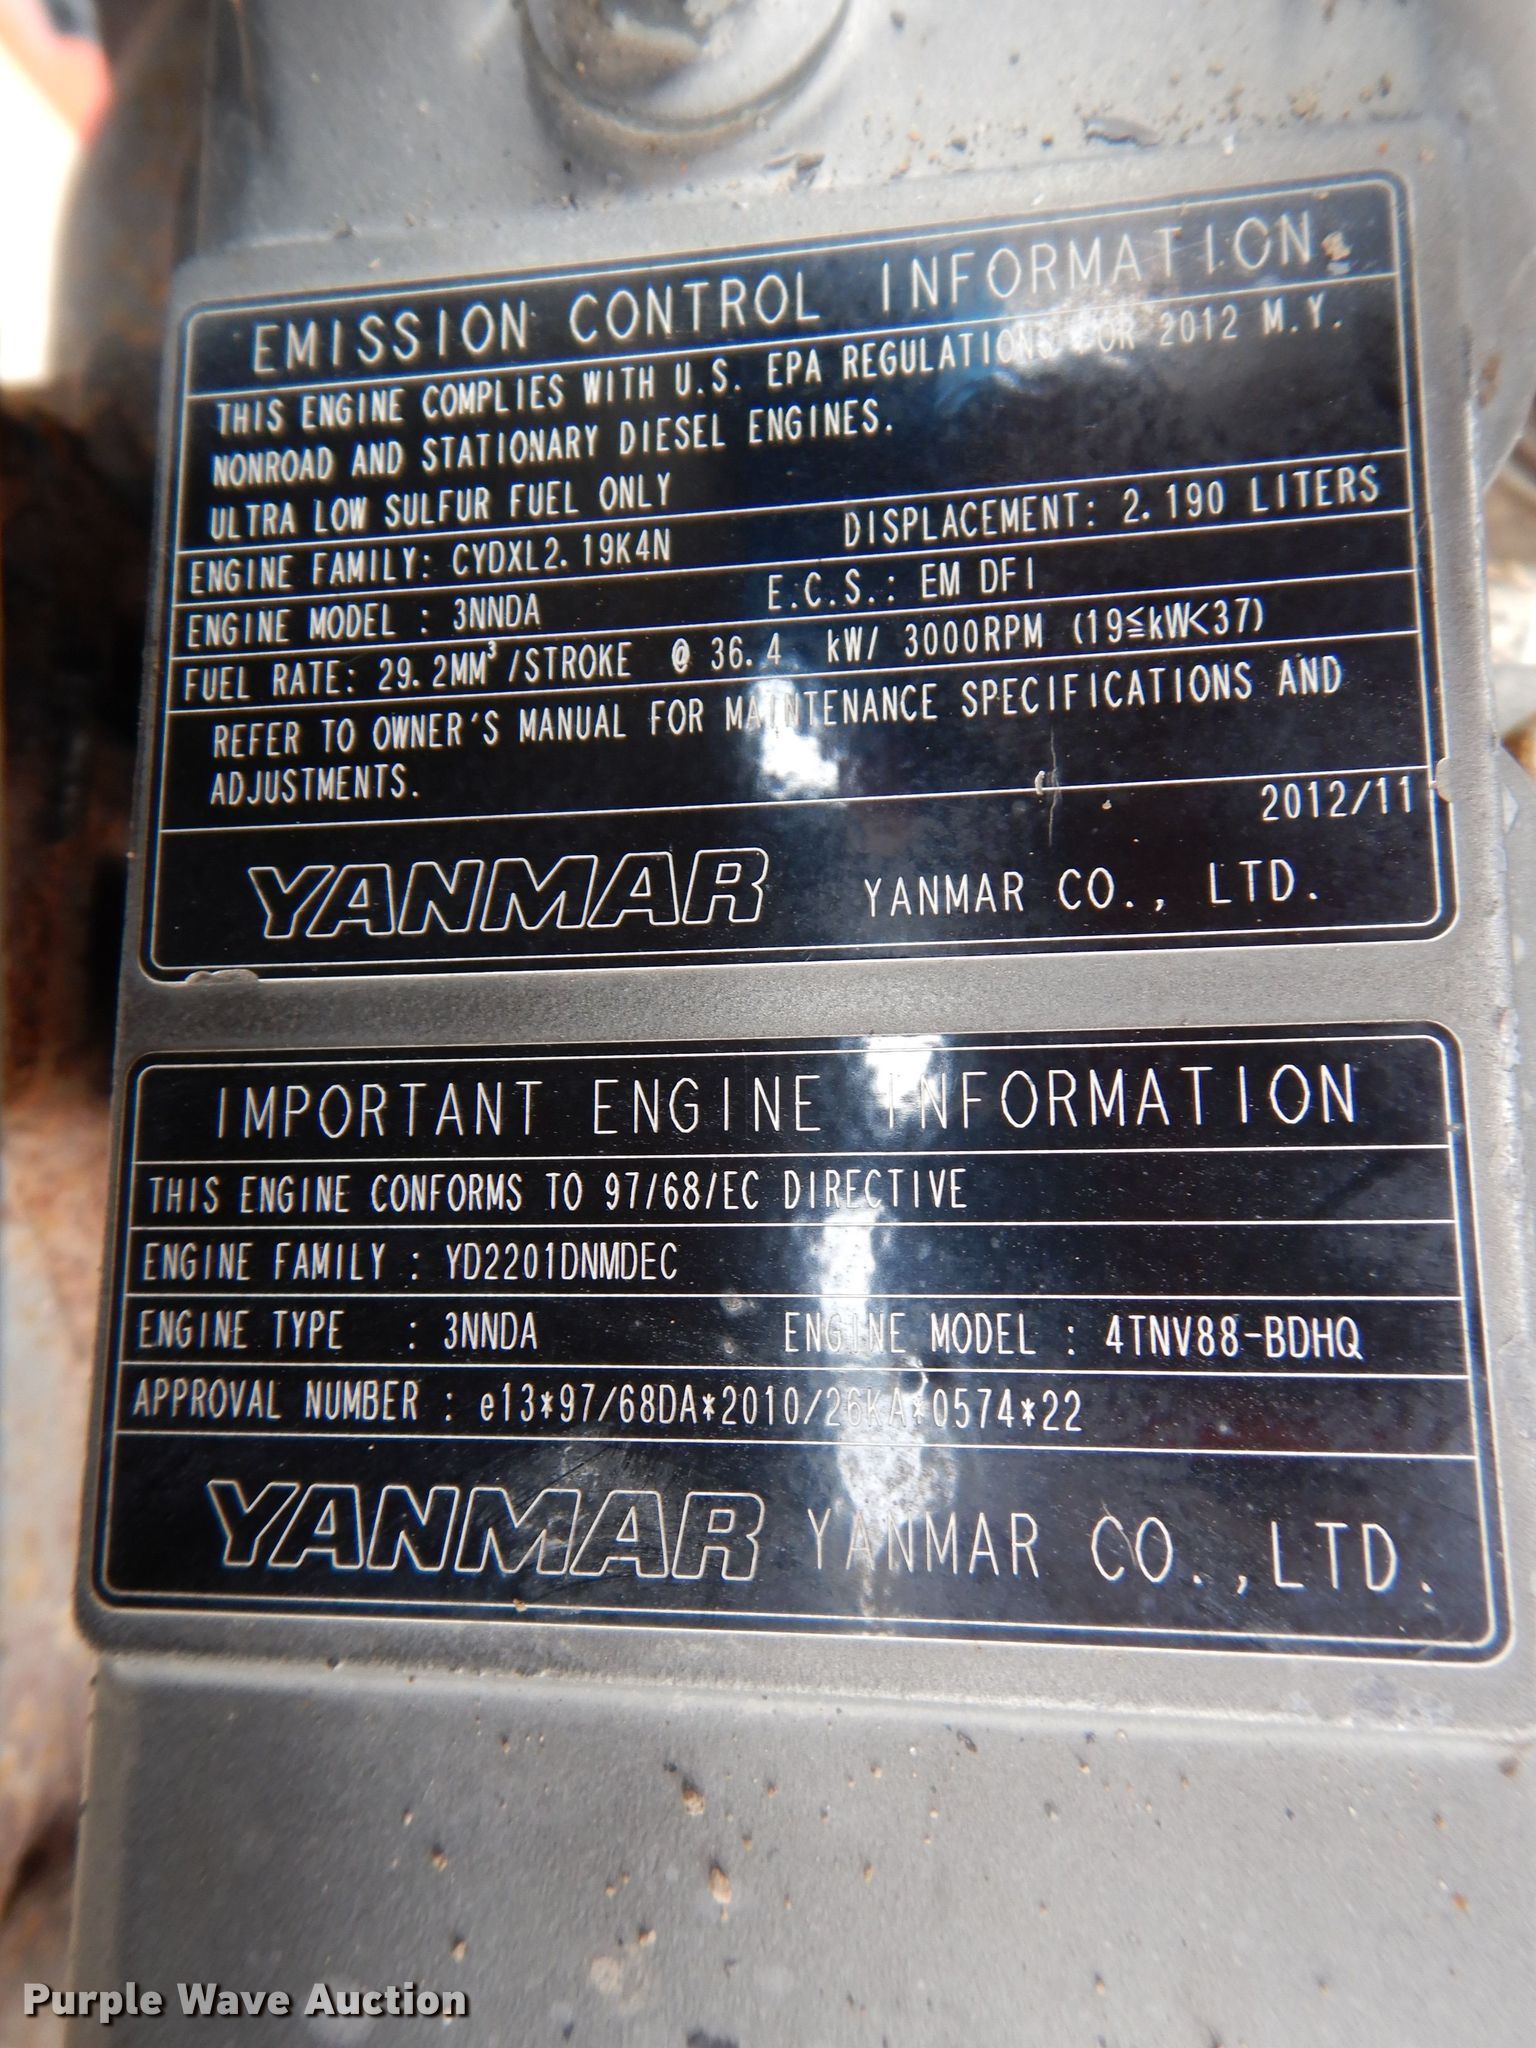 EMISSION CONTROL INFORMATION
THIS ENGINE COMPLIES WITH U.S. EPA REGULATIONS FOR 2012 M.Y.
NONROAD AND STATIONARY DIESEL ENGINES.
ULTRA LOW SULFUR FUEL ONLY
ENGINE FAMILY: CYDXL2.19K4N DISPLACEMENT: 2.190 LITERS
ENGINE MODEL : 3NNDA E.C.S.: EM DFI
FUEL RATE: 29.2MM³/STROKE @ 36.4 kW/ 3000RPM (19≦kW<37)
REFER TO OWNER'S MANUAL FOR MAINTENANCE SPECIFICATIONS AND
ADJUSTMENTS.
2012/11
YANMAR YANMAR CO., LTD.
IMPORTANT ENGINE INFORMATION
THIS ENGINE CONFORMS TO 97/68/EC DIRECTIVE
ENGINE FAMILY : YD2201DNMDEC
ENGINE TYPE : 3NNDA ENGINE MODEL : 4TNV88-BDHQ
APPROVAL NUMBER : e13*97/68DA*2010/26KA*0574*22
YANMAR YANMAR CO., LTD.
Purple Wave Auction